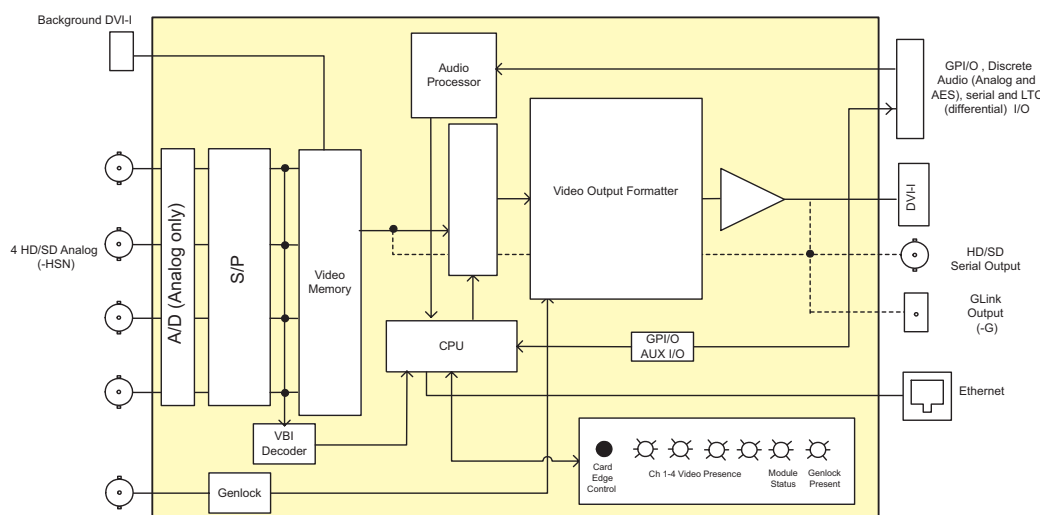 Background DVI-I
Audio
Processor
GPI/O , Discrete
Audio (Analog and
AES), serial and LTC
(differential) I/O
4 HD/SD Analog
(-HSN)
A/D (Analog only)
S/P
Video
Memory
Video Output Formatter
DVI-I
HD/SD
Serial Output
GLink
Output
(-G)
CPU
GPI/O
AUX I/O
Ethernet
VBI
Decoder
Genlock
Card
Edge
Control
Ch 1-4 Video Presence
Module
Status
Genlock
Present